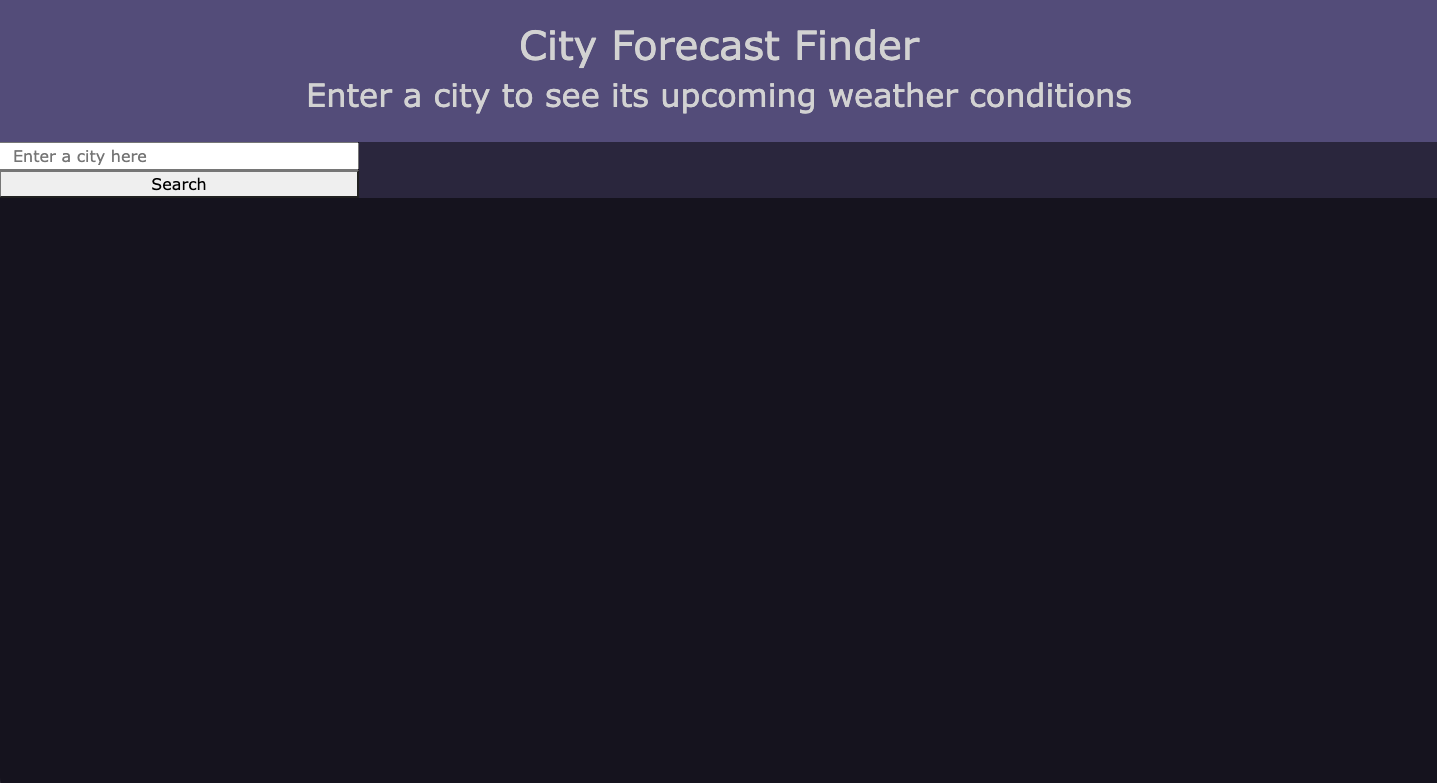 City Forecast Finder
Enter a city to see its upcoming weather conditions
Enter a city here
Search